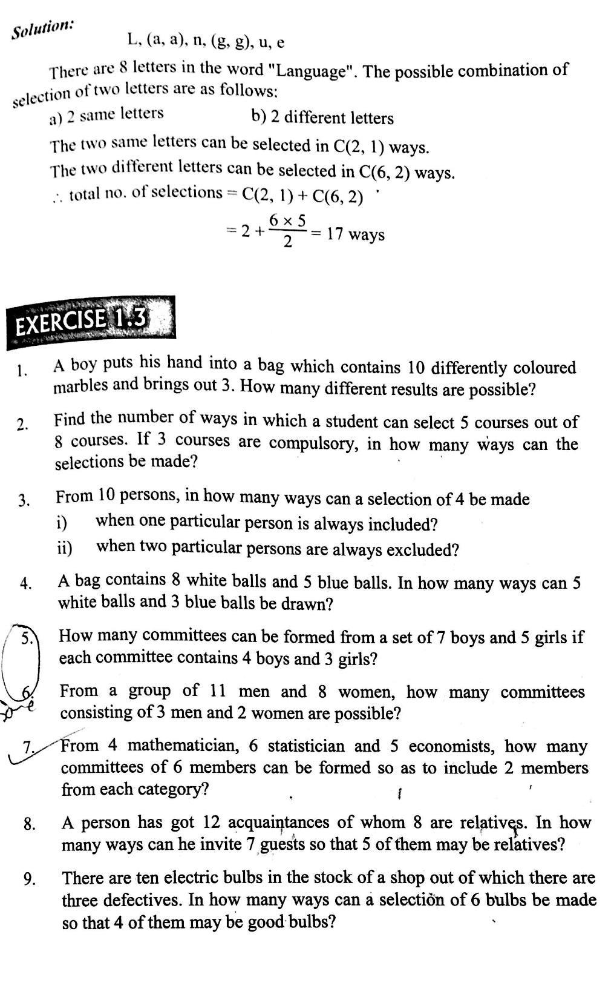 Solution:
L, (a, a), n, (g, g), u, e
There are 8 letters in the word "Language". The possible combination of
selection of two letters are as follows:
a) 2 same letters b) 2 different letters
The two same letters can be selected in C(2, 1) ways.
The two different letters can be selected in C(6, 2) ways.
∴ total no. of selections = C(2, 1) + C(6, 2)
= 2 + (6 × 5)/2 = 17 ways
EXERCISE 1.3
1. A boy puts his hand into a bag which contains 10 differently coloured
marbles and brings out 3. How many different results are possible?
2. Find the number of ways in which a student can select 5 courses out of
8 courses. If 3 courses are compulsory, in how many ways can the
selections be made?
3. From 10 persons, in how many ways can a selection of 4 be made
i) when one particular person is always included?
ii) when two particular persons are always excluded?
4. A bag contains 8 white balls and 5 blue balls. In how many ways can 5
white balls and 3 blue balls be drawn?
5. How many committees can be formed from a set of 7 boys and 5 girls if
each committee contains 4 boys and 3 girls?
6. From a group of 11 men and 8 women, how many committees
consisting of 3 men and 2 women are possible?
7. From 4 mathematician, 6 statistician and 5 economists, how many
committees of 6 members can be formed so as to include 2 members
from each category?
8. A person has got 12 acquaintances of whom 8 are relatives. In how
many ways can he invite 7 guests so that 5 of them may be relatives?
9. There are ten electric bulbs in the stock of a shop out of which there are
three defectives. In how many ways can a selection of 6 bulbs be made
so that 4 of them may be good bulbs?